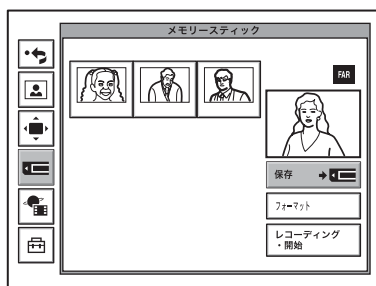 メモリースティック
FAR
保存
フォーマット
レコーディング
・開始